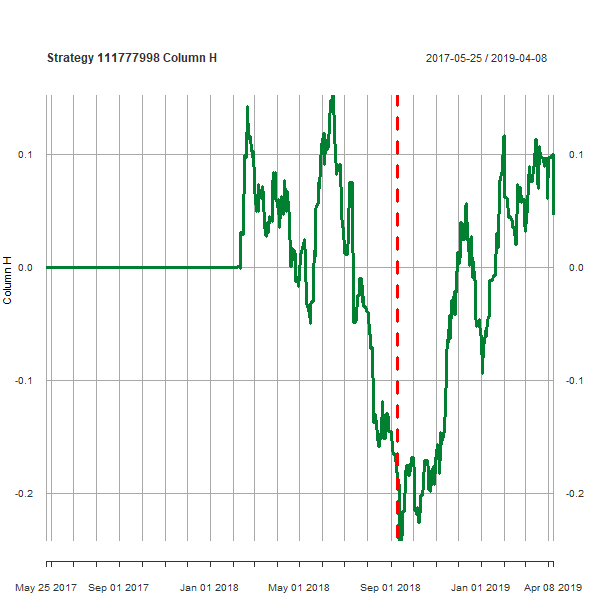 Strategy 111777998 Column H
2017-05-25 / 2019-04-08
0.1 0.1
0.0 0.0
-0.1 -0.1
-0.2 -0.2
Column H
May 25 2017 Sep 01 2017 Jan 01 2018 May 01 2018 Sep 01 2018 Jan 01 2019 Apr 08 2019